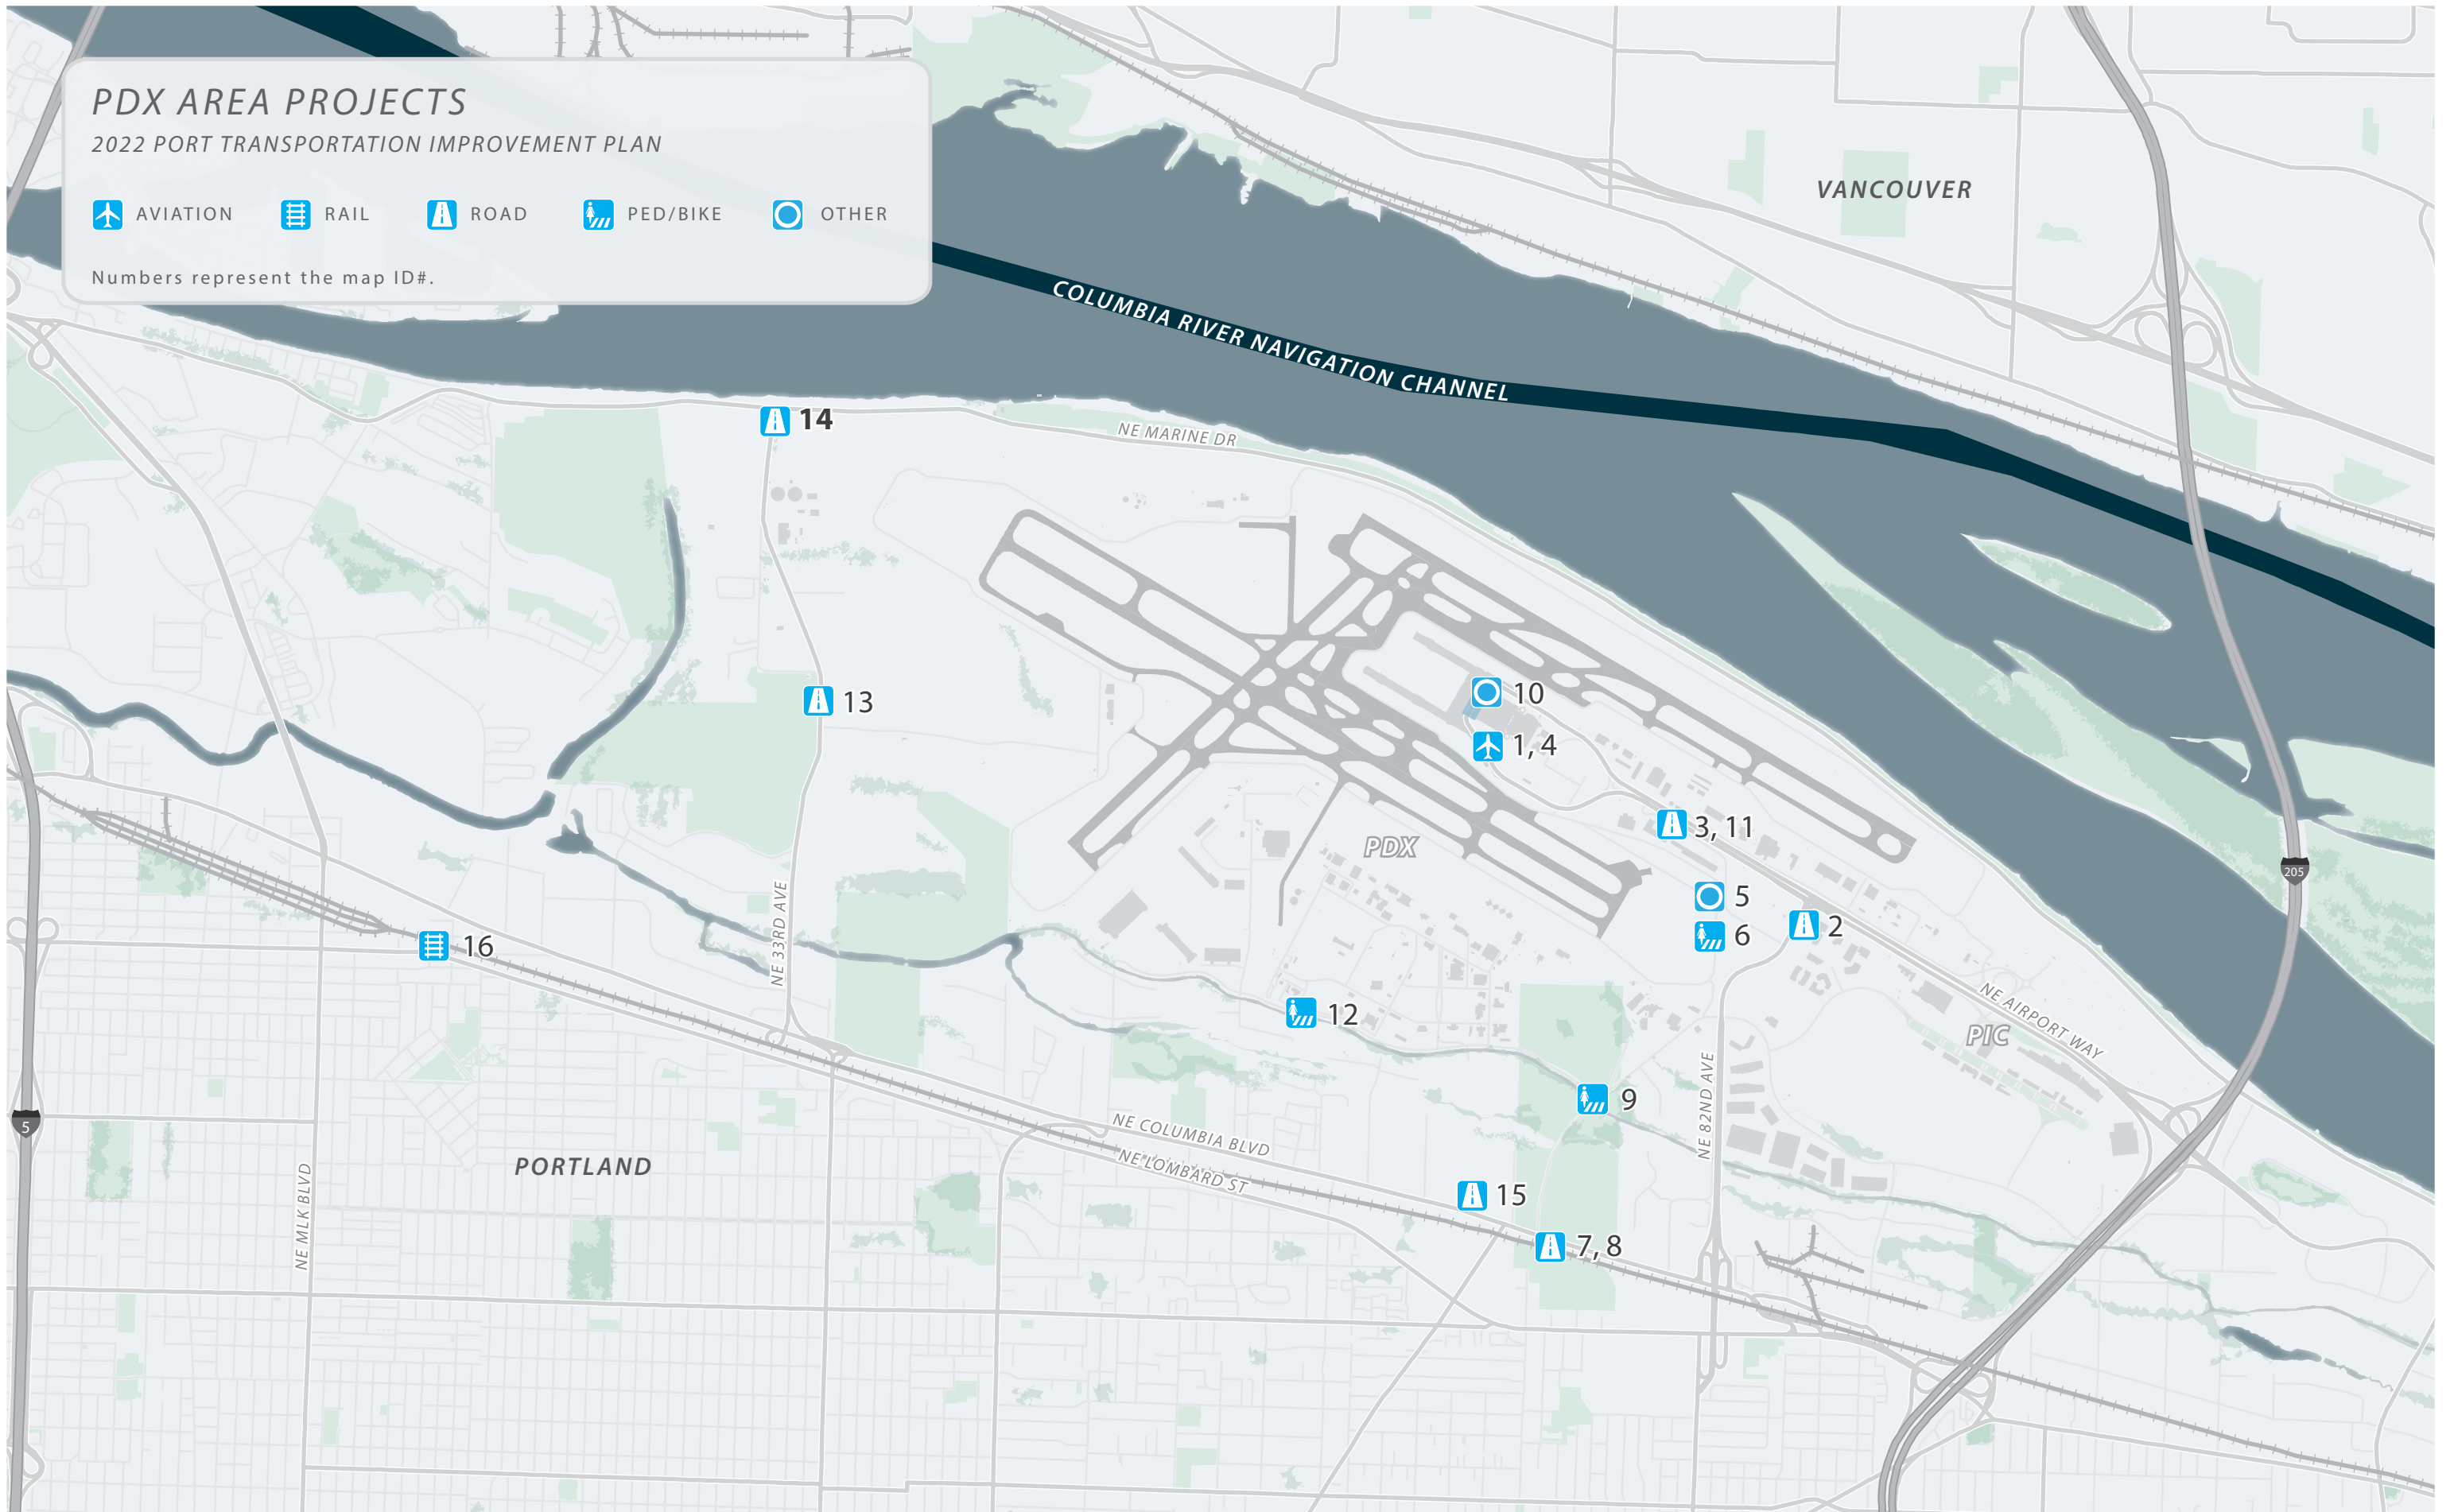 PDX AREA PROJECTS
2022 PORT TRANSPORTATION IMPROVEMENT PLAN
AVIATION
RAIL
ROAD
PED/BIKE
OTHER
Numbers represent the map ID#.
VANCOUVER
COLUMBIA RIVER NAVIGATION CHANNEL
14
NE MARINE DR
10
13
1, 4
3, 11
PDX
205
5
2
6
NE 33RD AVE
16
12
NE AIRPORT WAY
PIC
NE 82ND AVE
9
5
NE COLUMBIA BLVD
PORTLAND
NE LOMBARD ST
15
NE MLK BLVD
7, 8